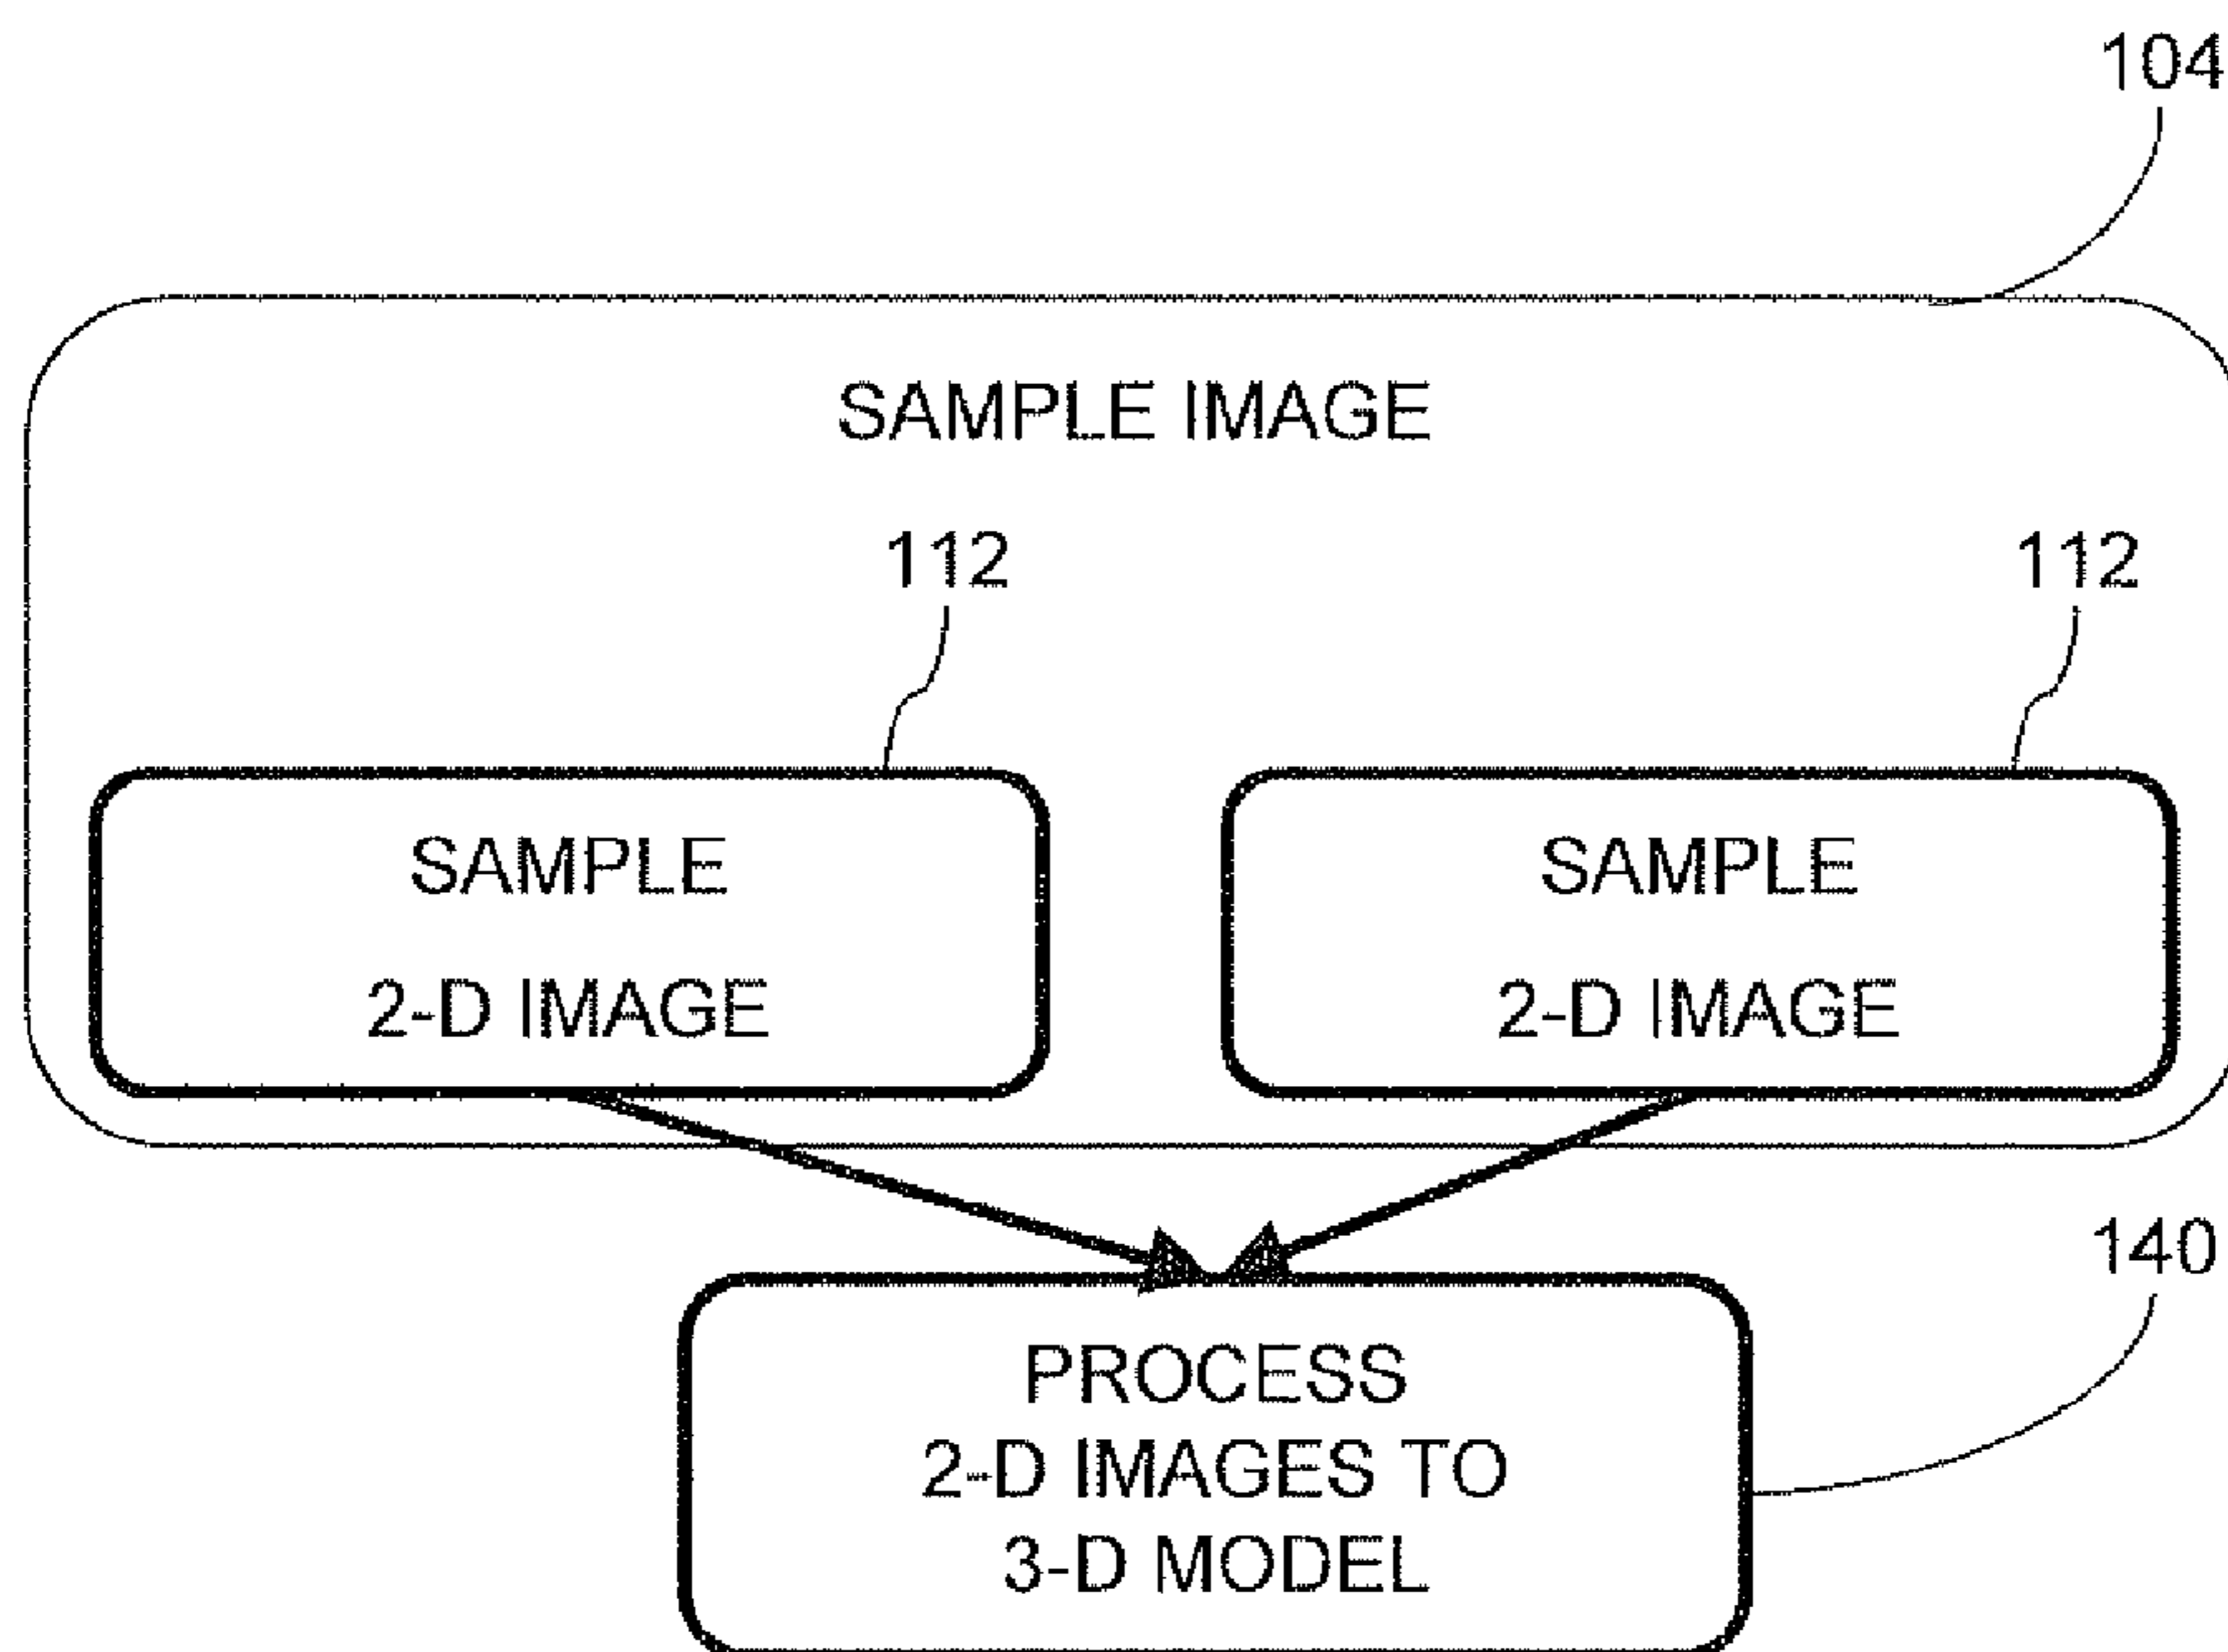 104
SAMPLE IMAGE
112
112
SAMPLE
2-D IMAGE
SAMPLE
2-D IMAGE
140
PROCESS
2-D IMAGES TO
3-D MODEL